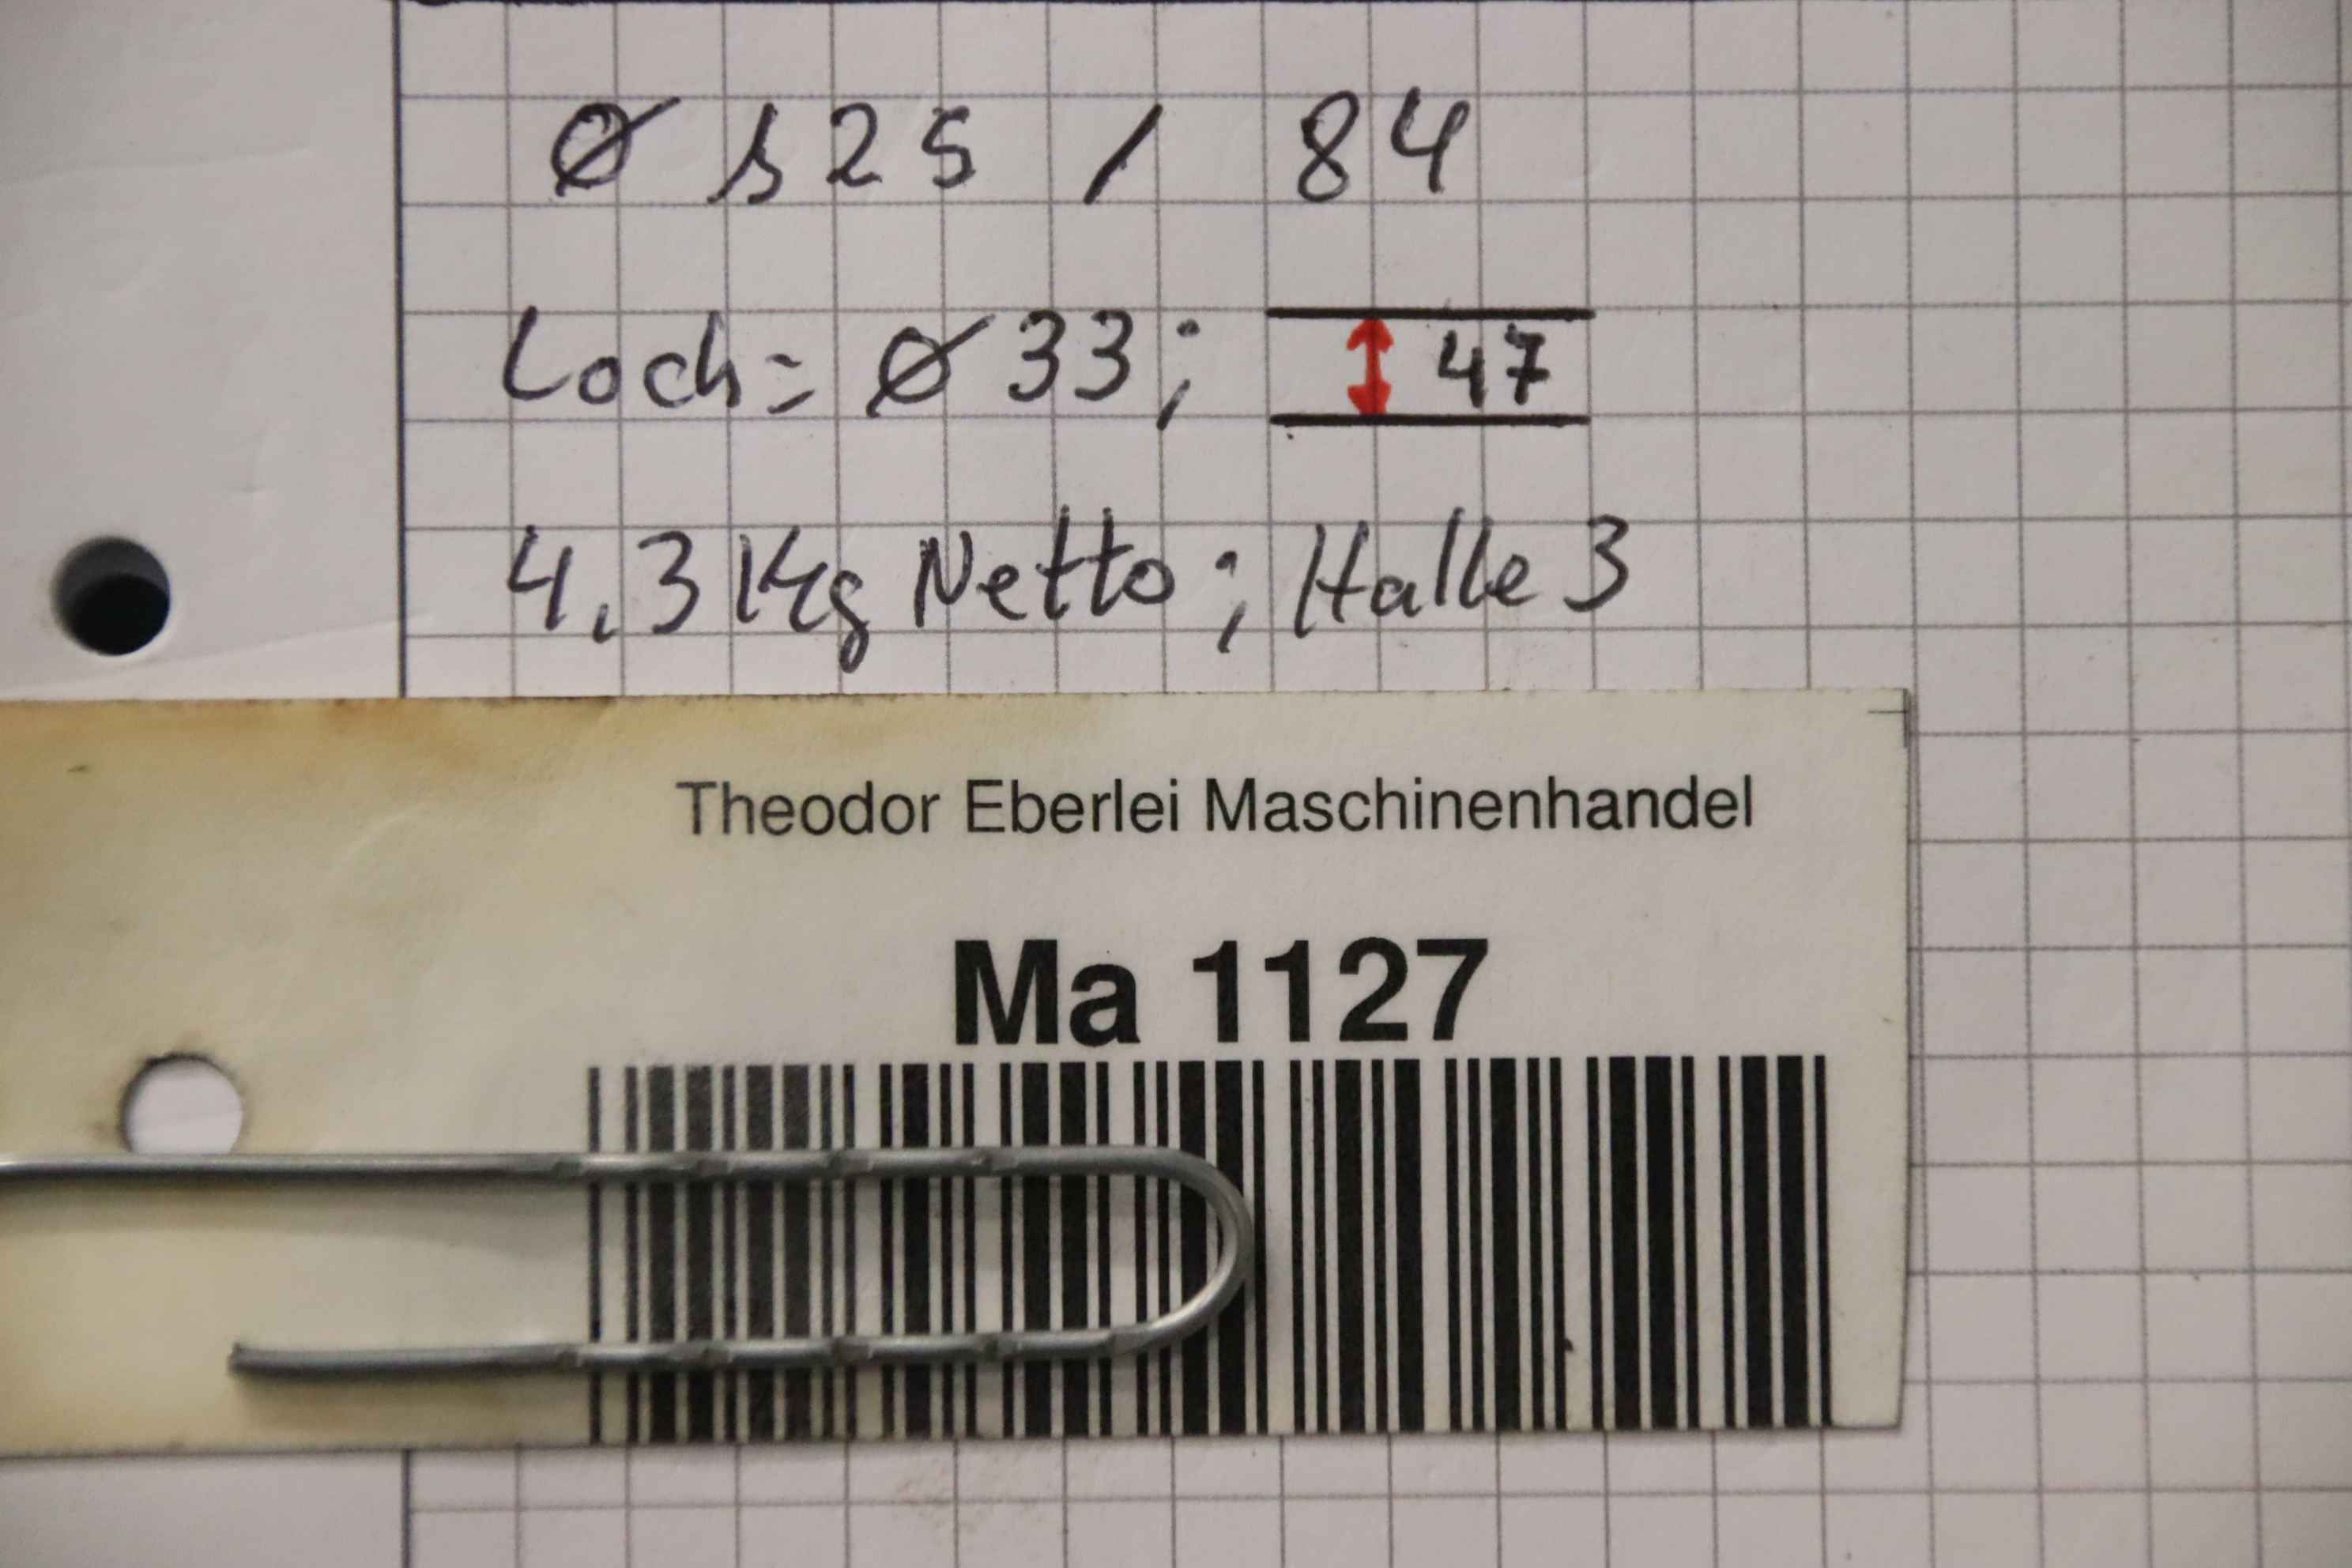 Ø 125 / 84
Loch= Ø 33; 47
4.3 Kg Netto; Halle 3
Theodor Eberlei Maschinenhandel
Ma 1127